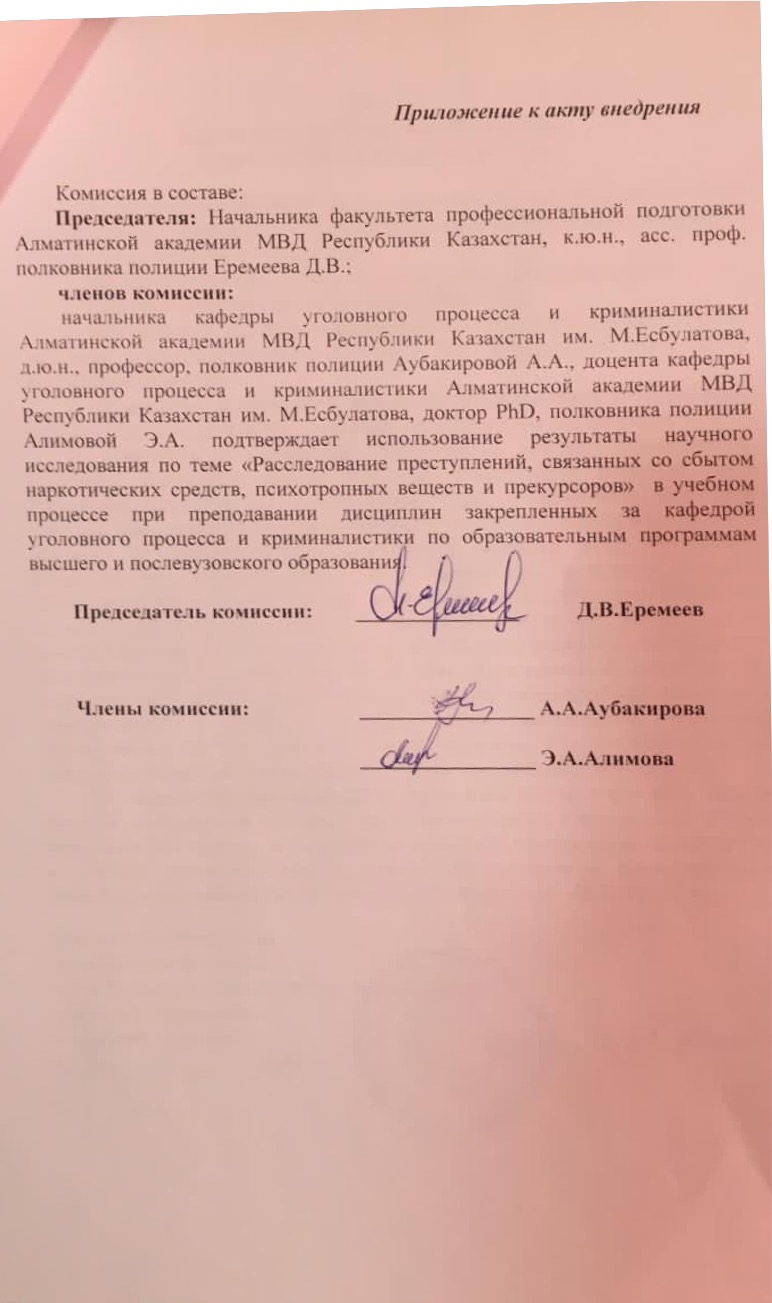 Приложение к акту внедрения
Комиссия в составе:
Председателя: Начальника факультета профессиональной подготовки
Алматинской академии МВД Республики Казахстан, к.ю.н., асс. проф.
полковника полиции Еремеева Д.В.;
членов комиссии:
начальника кафедры уголовного процесса и криминалистики
Алматинской академии МВД Республики Казахстан им. М.Есбулатова,
д.ю.н., профессор, полковник полиции Аубакировой А.А., доцента кафедры
уголовного процесса и криминалистики Алматинской академии МВД
Республики Казахстан им. М.Есбулатова, доктор PhD, полковника полиции
Алимовой Э.А. подтверждает использование результаты научного
исследования по теме «Расследование преступлений, связанных со сбытом
наркотических средств, психотропных веществ и прекурсоров» в учебном
процессе при преподавании дисциплин закрепленных за кафедрой
уголовного процесса и криминалистики по образовательным программам
высшего и послевузовского образования.
Председатель комиссии: Д.В.Еремеев
Члены комиссии: А.А.Аубакирова
Э.А.Алимова